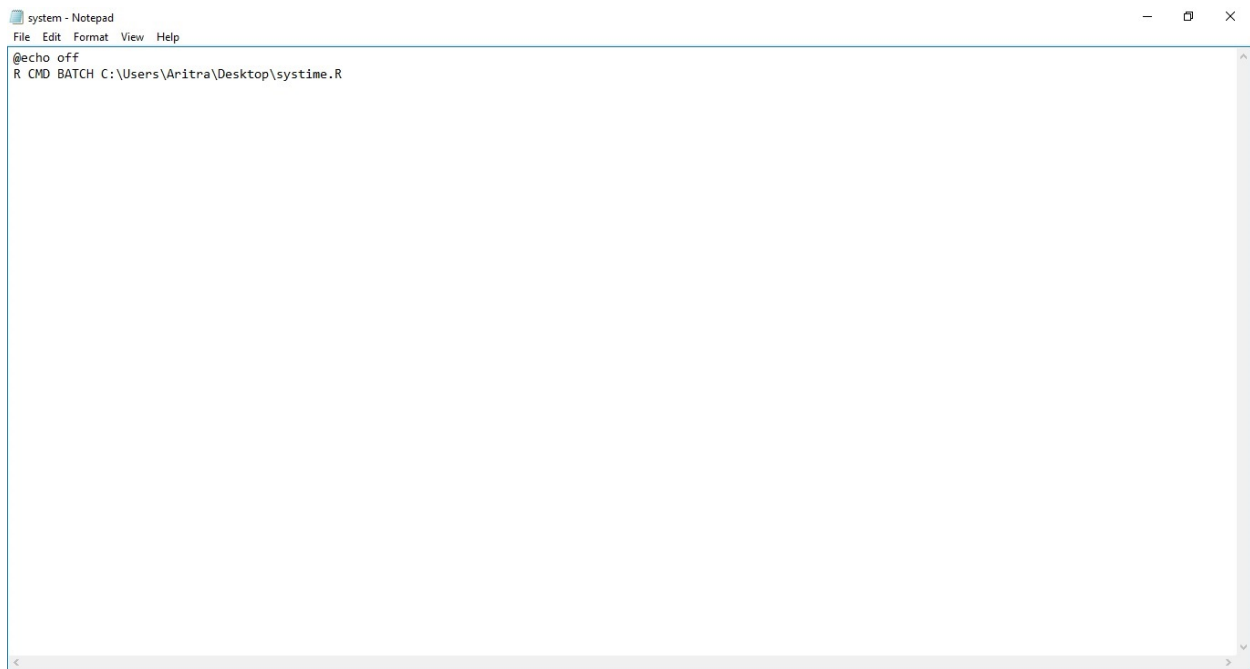 system - Notepad
File Edit Format View Help
@echo off
R CMD BATCH C:\Users\Aritra\Desktop\systime.R